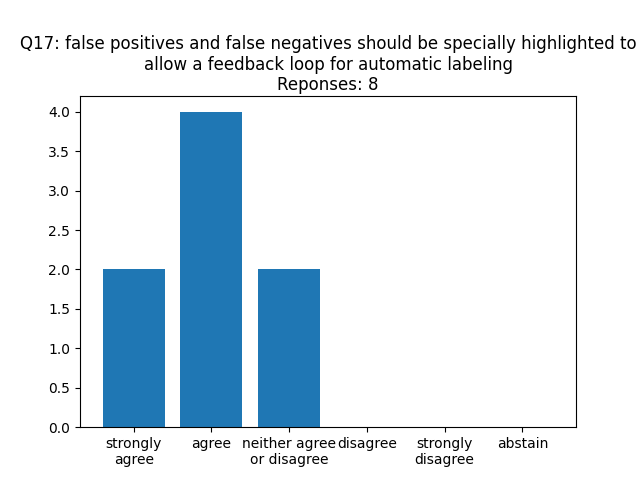 Q17: false positives and false negatives should be specially highlighted to
allow a feedback loop for automatic labeling
Reponses: 8
4.0
3.5
3.0
2.5
2.0
1.5
1.0
0.5
0.0
strongly agree neither agree disagree strongly abstain
agree or disagree disagree